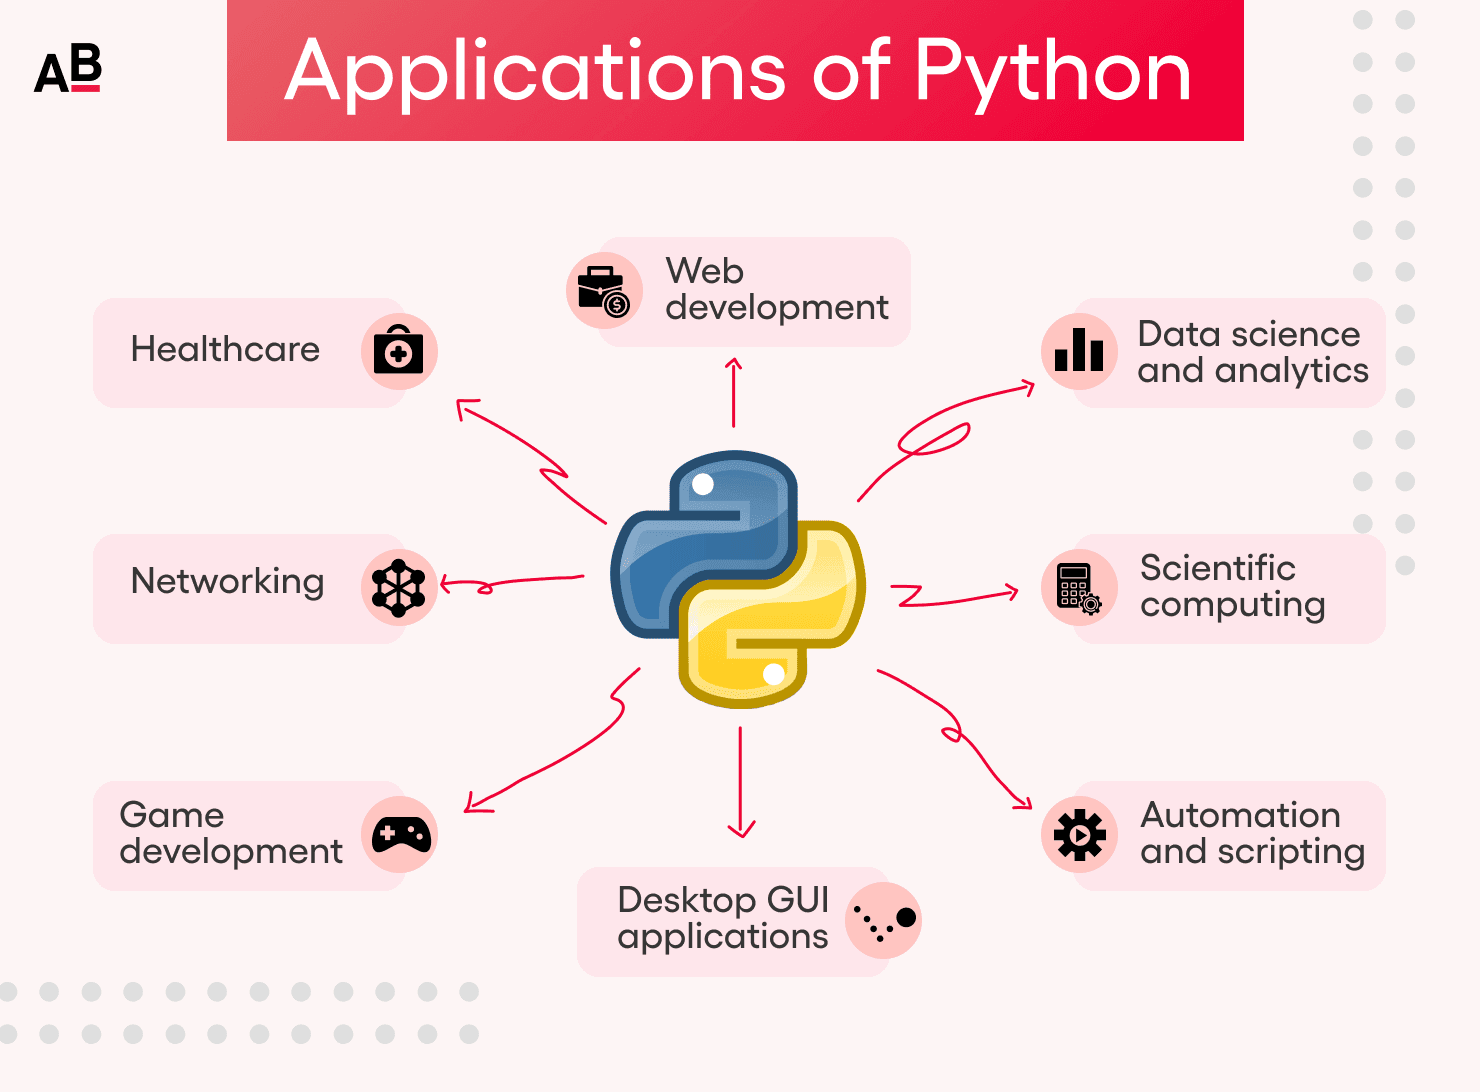 AB
Applications of Python
Web
development
Healthcare
Data science
and analytics
Networking
Scientific
computing
Game
development
Automation
and scripting
Desktop GUI
applications